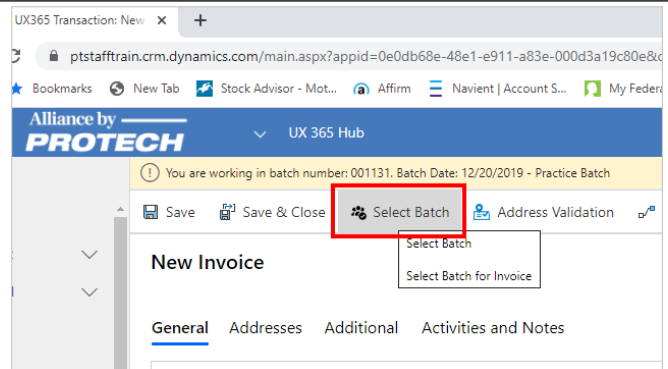 UX365 Transaction: New
ptstafftrain.crm.dynamics.com/main.aspx?appid=0e0db68e-48e1-e911-a83e-000d3a19c80e&
Bookmarks New Tab Stock Advisor - Mot... Affirm Navient | Account S... My Federa
Alliance by
PROTECH
UX 365 Hub
You are working in batch number: 001131. Batch Date: 12/20/2019 - Practice Batch
Save Save & Close Select Batch Address Validation
Select Batch
Select Batch for Invoice
New Invoice
General Addresses Additional Activities and Notes